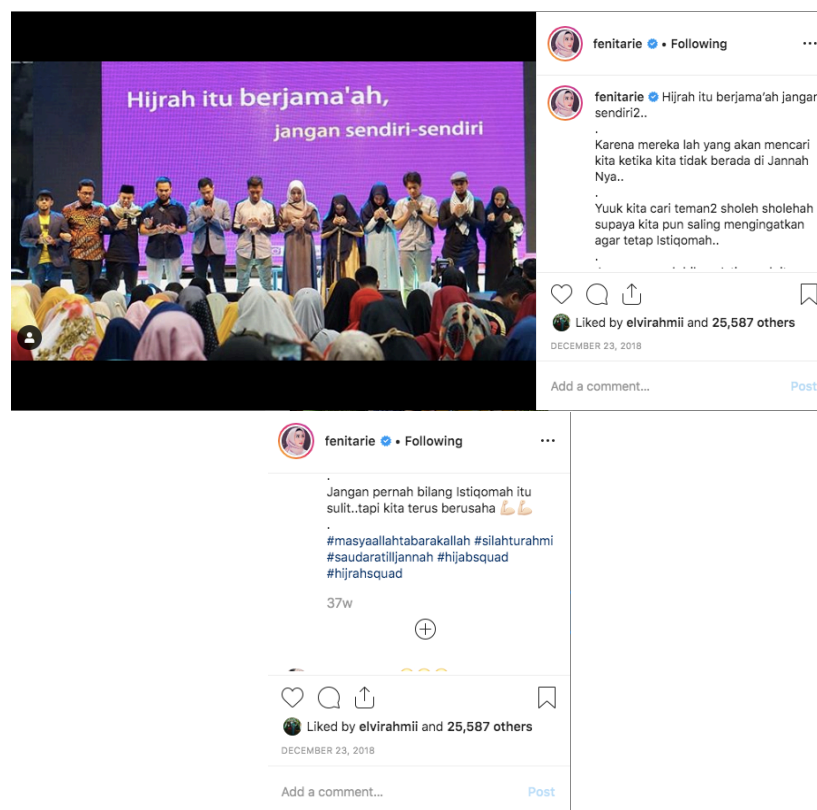 Hijrah itu berjama'ah,
jangan sendiri-sendiri
fenitarie • Following
fenitarie Hijrah itu berjama'ah jangan
sendiri2..
.
Karena mereka lah yang akan mencari
kita ketika kita tidak berada di Jannah
Nya..
.
Yuuk kita cari teman2 sholeh sholehah
supaya kita pun saling mengingatkan
agar tetap Istiqomah..
.
Liked by elvirahmii and 25,587 others
DECEMBER 23, 2018
Add a comment...
Post
fenitarie • Following
.
Jangan pernah bilang Istiqomah itu
sulit..tapi kita terus berusaha 💪🏻💪🏻
.
#masyaallahtabarakallah #silahturahmi
#saudaratilljannah #hijabsquad
#hijrahsquad
37w
Liked by elvirahmii and 25,587 others
DECEMBER 23, 2018
Add a comment...
Post